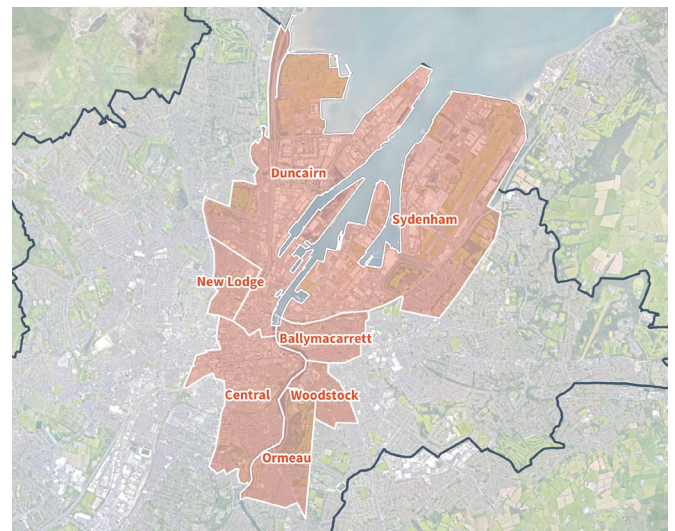 Duncairn
Sydenham
New Lodge
Ballymacarrett
Central
Woodstock
Ormeau